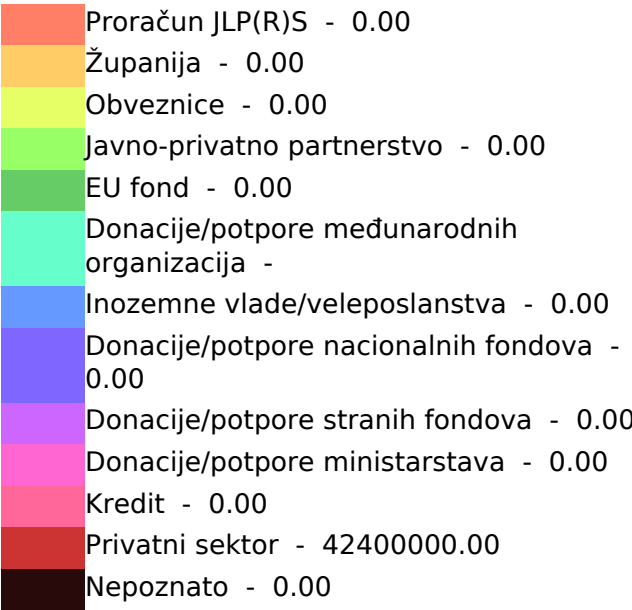 Proračun JLP(R)S - 0.00
Županija - 0.00
Obveznice - 0.00
Javno-privatno partnerstvo - 0.00
EU fond - 0.00
Donacije/potpore međunarodnih
organizacija -
Inozemne vlade/veleposlanstva - 0.00
Donacije/potpore nacionalnih fondova -
0.00
Donacije/potpore stranih fondova - 0.00
Donacije/potpore ministarstava - 0.00
Kredit - 0.00
Privatni sektor - 42400000.00
Nepoznato - 0.00